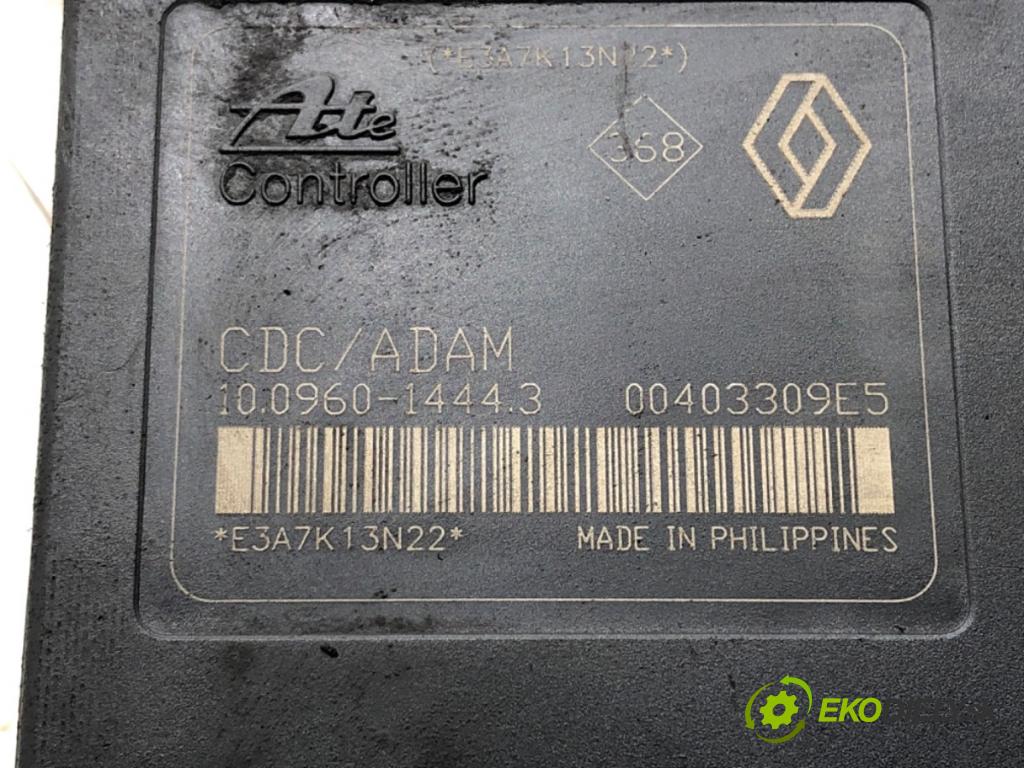 (*E3A7K13N22*)
Ate
368
Controller
CDC/ADAM
10.0960-1444.3 00403309E5
*E3A7K13N22* MADE IN PHILIPPINES
EKO